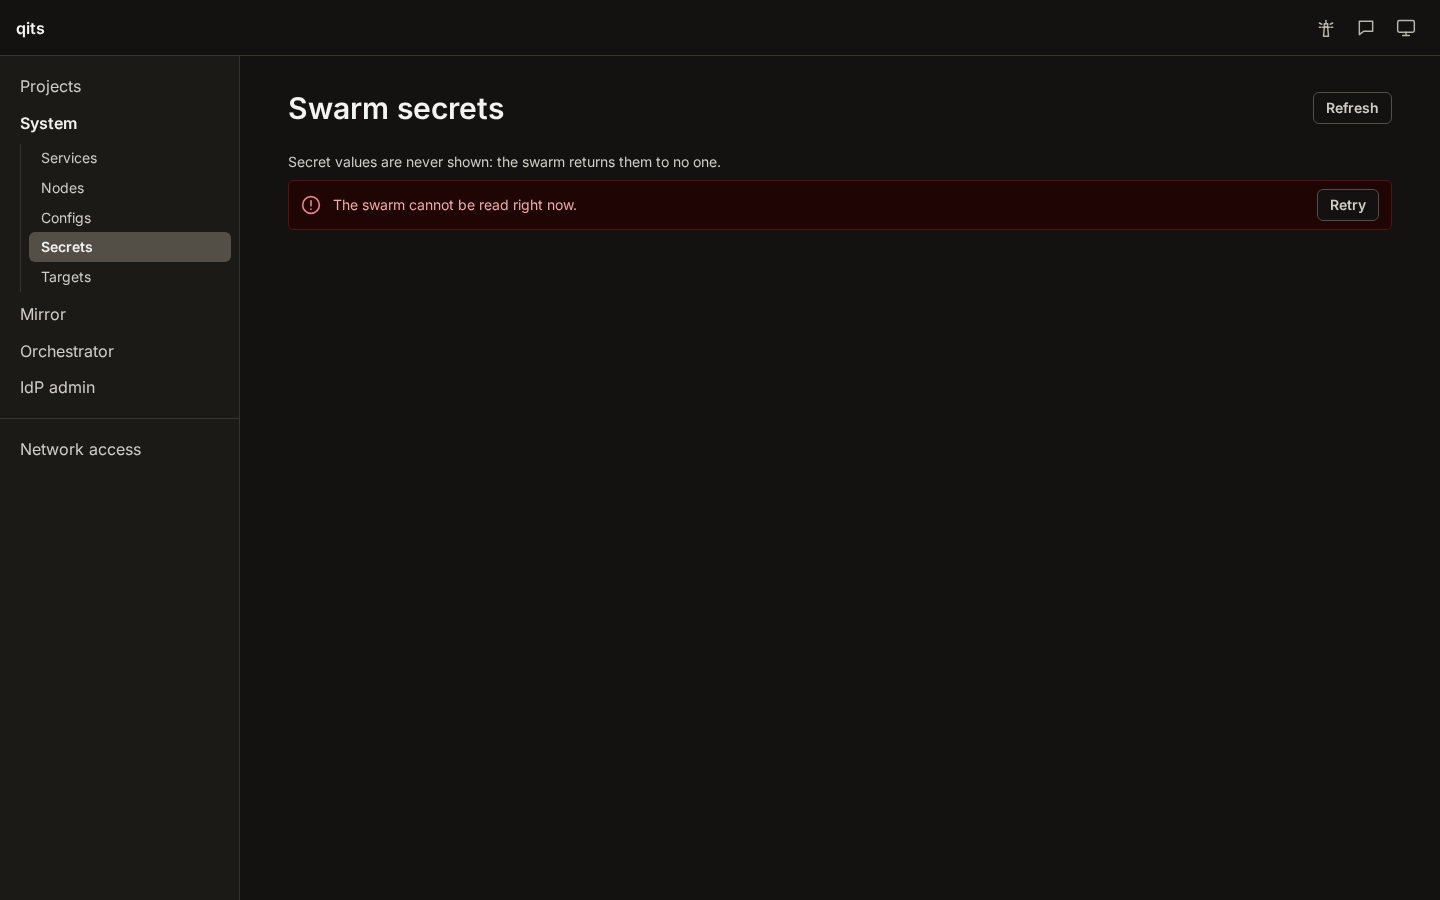 qits
Projects
System
Services
Nodes
Configs
Secrets
Targets
Mirror
Orchestrator
IdP admin
Network access
Swarm secrets
Refresh
Secret values are never shown: the swarm returns them to no one.
The swarm cannot be read right now.
Retry